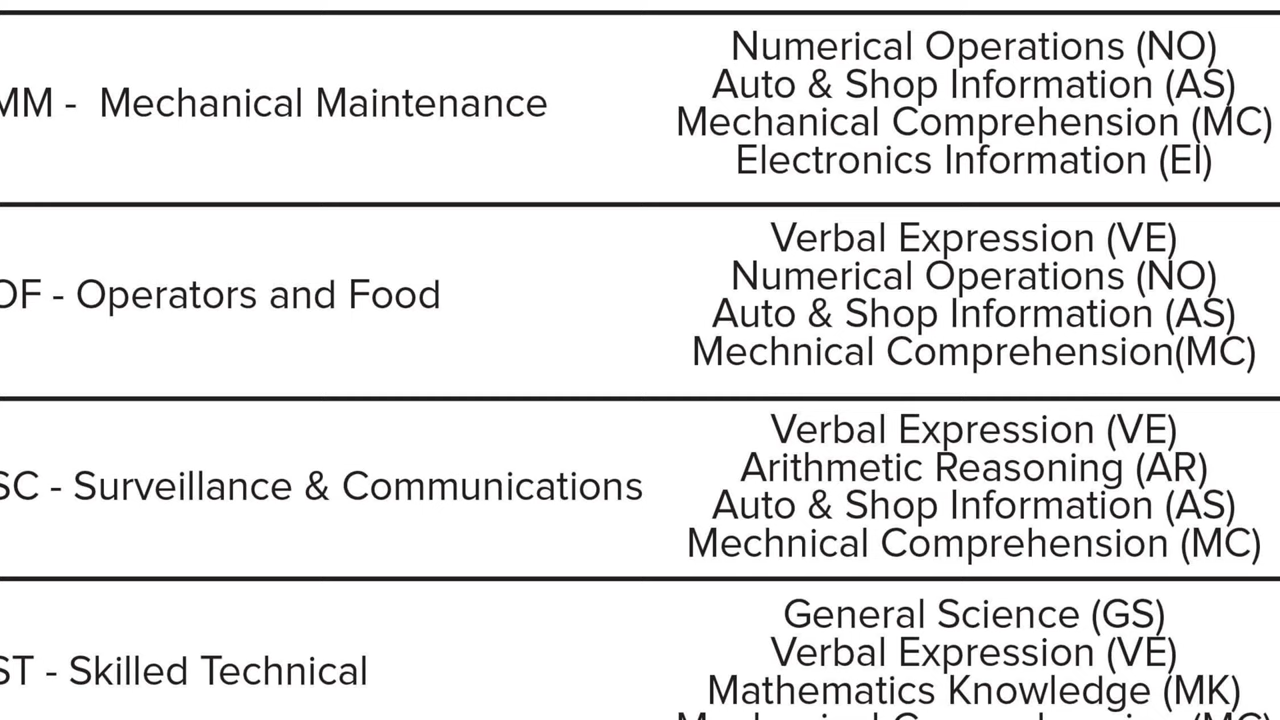 MM -  Mechanical Maintenance
Numerical Operations (NO)
Auto & Shop Information (AS)
Mechanical Comprehension (MC)
Electronics Information (EI)
OF - Operators and Food
Verbal Expression (VE)
Numerical Operations (NO)
Auto & Shop Information (AS)
Mechnical Comprehension(MC)
SC - Surveillance & Communications
Verbal Expression (VE)
Arithmetic Reasoning (AR)
Auto & Shop Information (AS)
Mechnical Comprehension (MC)
ST - Skilled Technical
General Science (GS)
Verbal Expression (VE)
Mathematics Knowledge (MK)